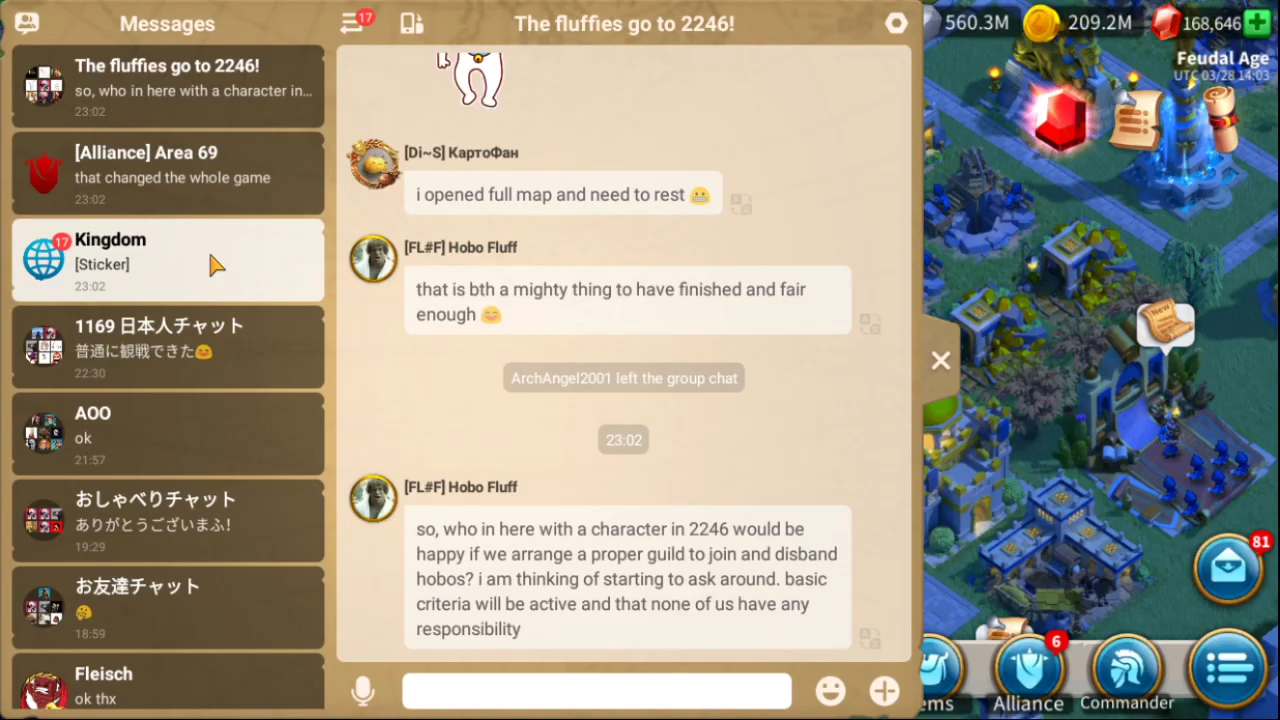 Messages
The fluffies go to 2246!
so, who in here with a character in...
23:02
[Alliance] Area 69
that changed the whole game
23:02
17
Kingdom
[Sticker]
23:02
1169 日本人チャット
普通に観戦できた
22:30
AOO
ok
21:57
おしゃべりチャット
ありがとうございまふ!
19:29
お友達チャット
18:59
Fleisch
ok thx
17
The fluffies go to 2246!
[Di~S] КартоФан
i opened full map and need to rest
[FL#F] Hobo Fluff
that is bth a mighty thing to have finished and fair
enough
ArchAngel2001 left the group chat
23:02
[FL#F] Hobo Fluff
so, who in here with a character in 2246 would be
happy if we arrange a proper guild to join and disband
hobos? i am thinking of starting to ask around. basic
criteria will be active and that none of us have any
responsibility
560.3M
209.2M
168,646
Feudal Age
UTC 03/28 14:03
New
81
6
ems
Alliance
Commander